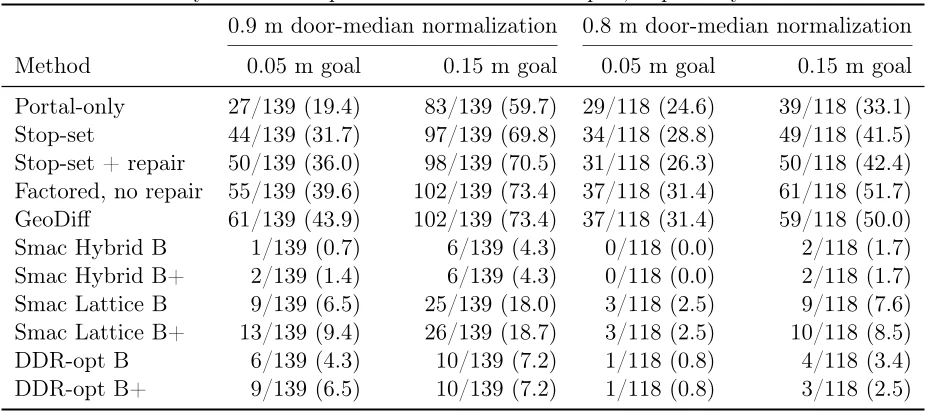 0.9 m door-median normalization 0.8 m door-median normalization
Method 0.05 m goal 0.15 m goal 0.05 m goal 0.15 m goal
Portal-only 27/139 (19.4) 83/139 (59.7) 29/118 (24.6) 39/118 (33.1)
Stop-set 44/139 (31.7) 97/139 (69.8) 34/118 (28.8) 49/118 (41.5)
Stop-set + repair 50/139 (36.0) 98/139 (70.5) 31/118 (26.3) 50/118 (42.4)
Factored, no repair 55/139 (39.6) 102/139 (73.4) 37/118 (31.4) 61/118 (51.7)
GeoDiff 61/139 (43.9) 102/139 (73.4) 37/118 (31.4) 59/118 (50.0)
Smac Hybrid B 1/139 (0.7) 6/139 (4.3) 0/118 (0.0) 2/118 (1.7)
Smac Hybrid B+ 2/139 (1.4) 6/139 (4.3) 0/118 (0.0) 2/118 (1.7)
Smac Lattice B 9/139 (6.5) 25/139 (18.0) 3/118 (2.5) 9/118 (7.6)
Smac Lattice B+ 13/139 (9.4) 26/139 (18.7) 3/118 (2.5) 10/118 (8.5)
DDR-opt B 6/139 (4.3) 10/139 (7.2) 1/118 (0.8) 4/118 (3.4)
DDR-opt B+ 9/139 (6.5) 10/139 (7.2) 1/118 (0.8) 3/118 (2.5)